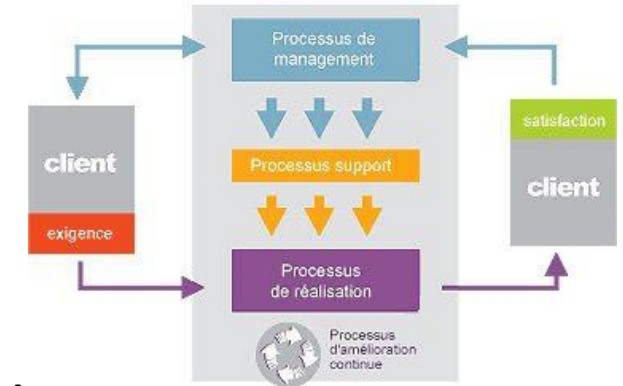 Processus de
management
client
exigence
Processus support
satisfaction
client
Processus
de réalisation
Processus
d'amélioration
continue